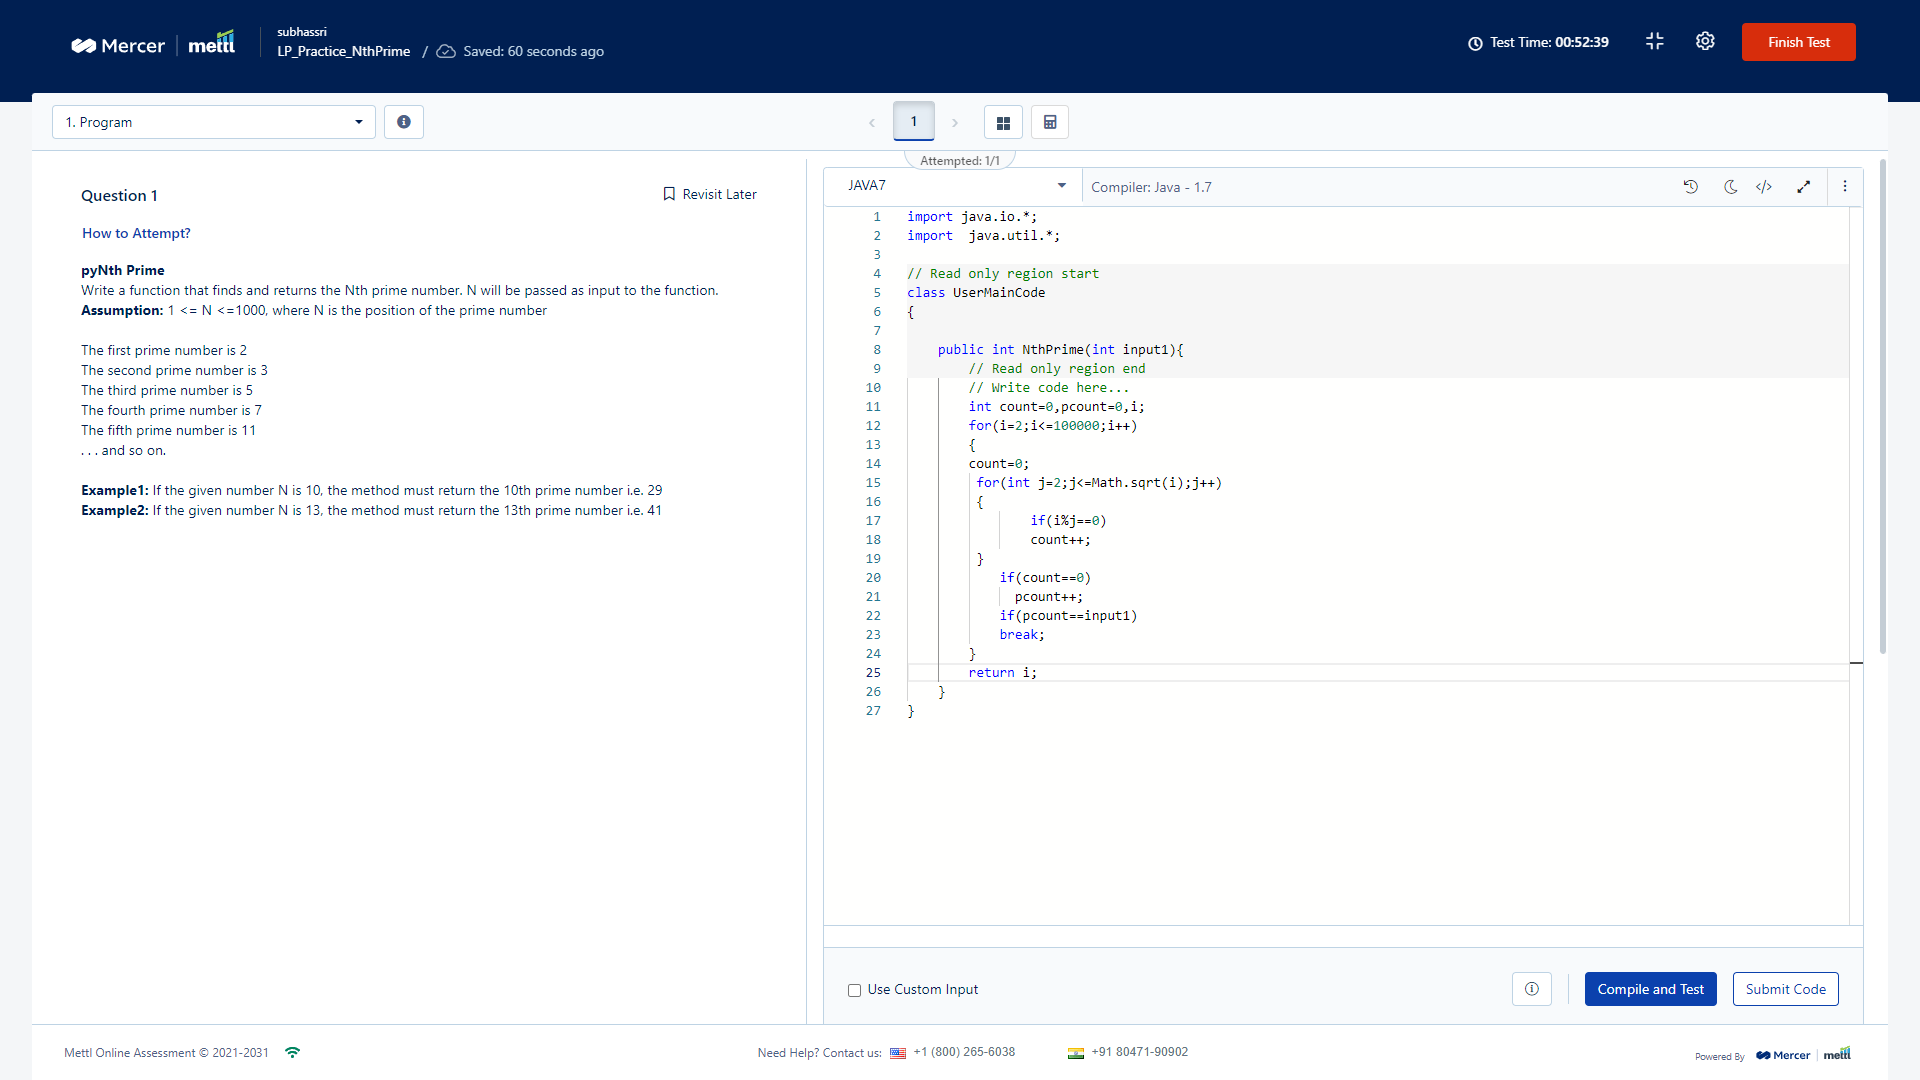 Mercer | mettl
subhassri
LP_Practice_NthPrime / Saved: 60 seconds ago
Test Time: 00:52:39
Finish Test
1. Program
1
Attempted: 1/1
Question 1
Revisit Later
How to Attempt?
pyNth Prime
Write a function that finds and returns the Nth prime number. N will be passed as input to the function.
Assumption: 1 <= N <=1000, where N is the position of the prime number
The first prime number is 2
The second prime number is 3
The third prime number is 5
The fourth prime number is 7
The fifth prime number is 11
. . . and so on.
Example1: If the given number N is 10, the method must return the 10th prime number i.e. 29
Example2: If the given number N is 13, the method must return the 13th prime number i.e. 41
JAVA7
Compiler: Java - 1.7
1 import java.io.*;
2 import  java.util.*;
3
4 // Read only region start
5 class UserMainCode
6 {
7
8     public int NthPrime(int input1){
9         // Read only region end
10         // Write code here...
11         int count=0,pcount=0,i;
12         for(i=2;i<=100000;i++)
13         {
14         count=0;
15          for(int j=2;j<=Math.sqrt(i);j++)
16          {
17                 if(i%j==0)
18                 count++;
19          }
20             if(count==0)
21               pcount++;
22             if(pcount==input1)
23             break;
24         }
25         return i;
26     }
27 }
Use Custom Input
Compile and Test
Submit Code
Mettl Online Assessment © 2021-2031
Need Help? Contact us: +1 (800) 265-6038
+91 80471-90902
Powered By Mercer | mettl